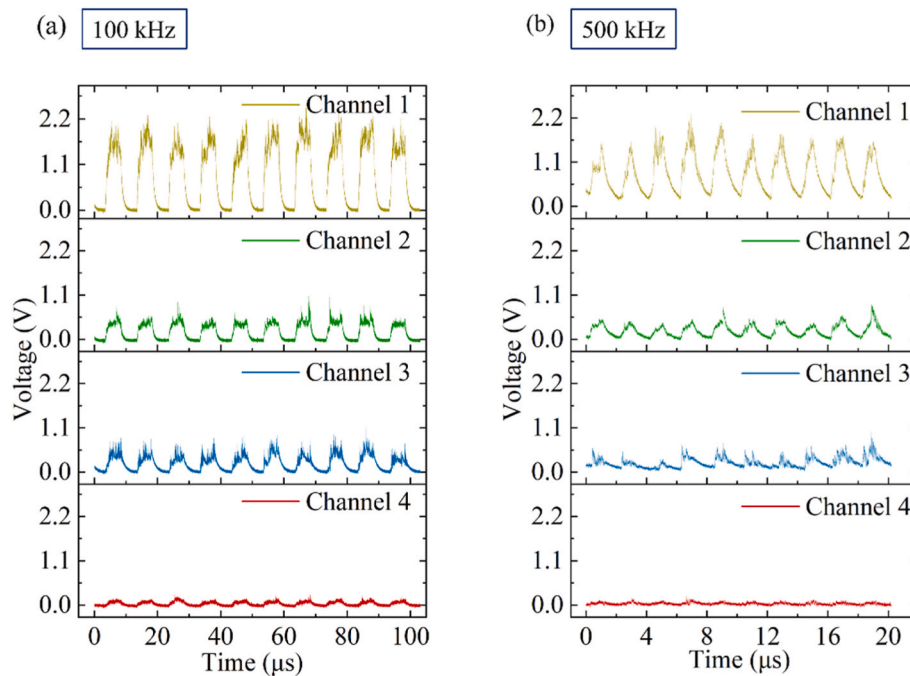 (a) 100 kHz
Channel 1
2.2
1.1
0.0
Channel 2
2.2
1.1
0.0
Channel 3
2.2
1.1
0.0
Channel 4
2.2
1.1
0.0
Voltage (V)
0 20 40 60 80 100
Time (μs)
(b) 500 kHz
Channel 1
2.2
1.1
0.0
Channel 2
2.2
1.1
0.0
Channel 3
2.2
1.1
0.0
Channel 4
2.2
1.1
0.0
Voltage (V)
0 4 8 12 16 20
Time (μs)